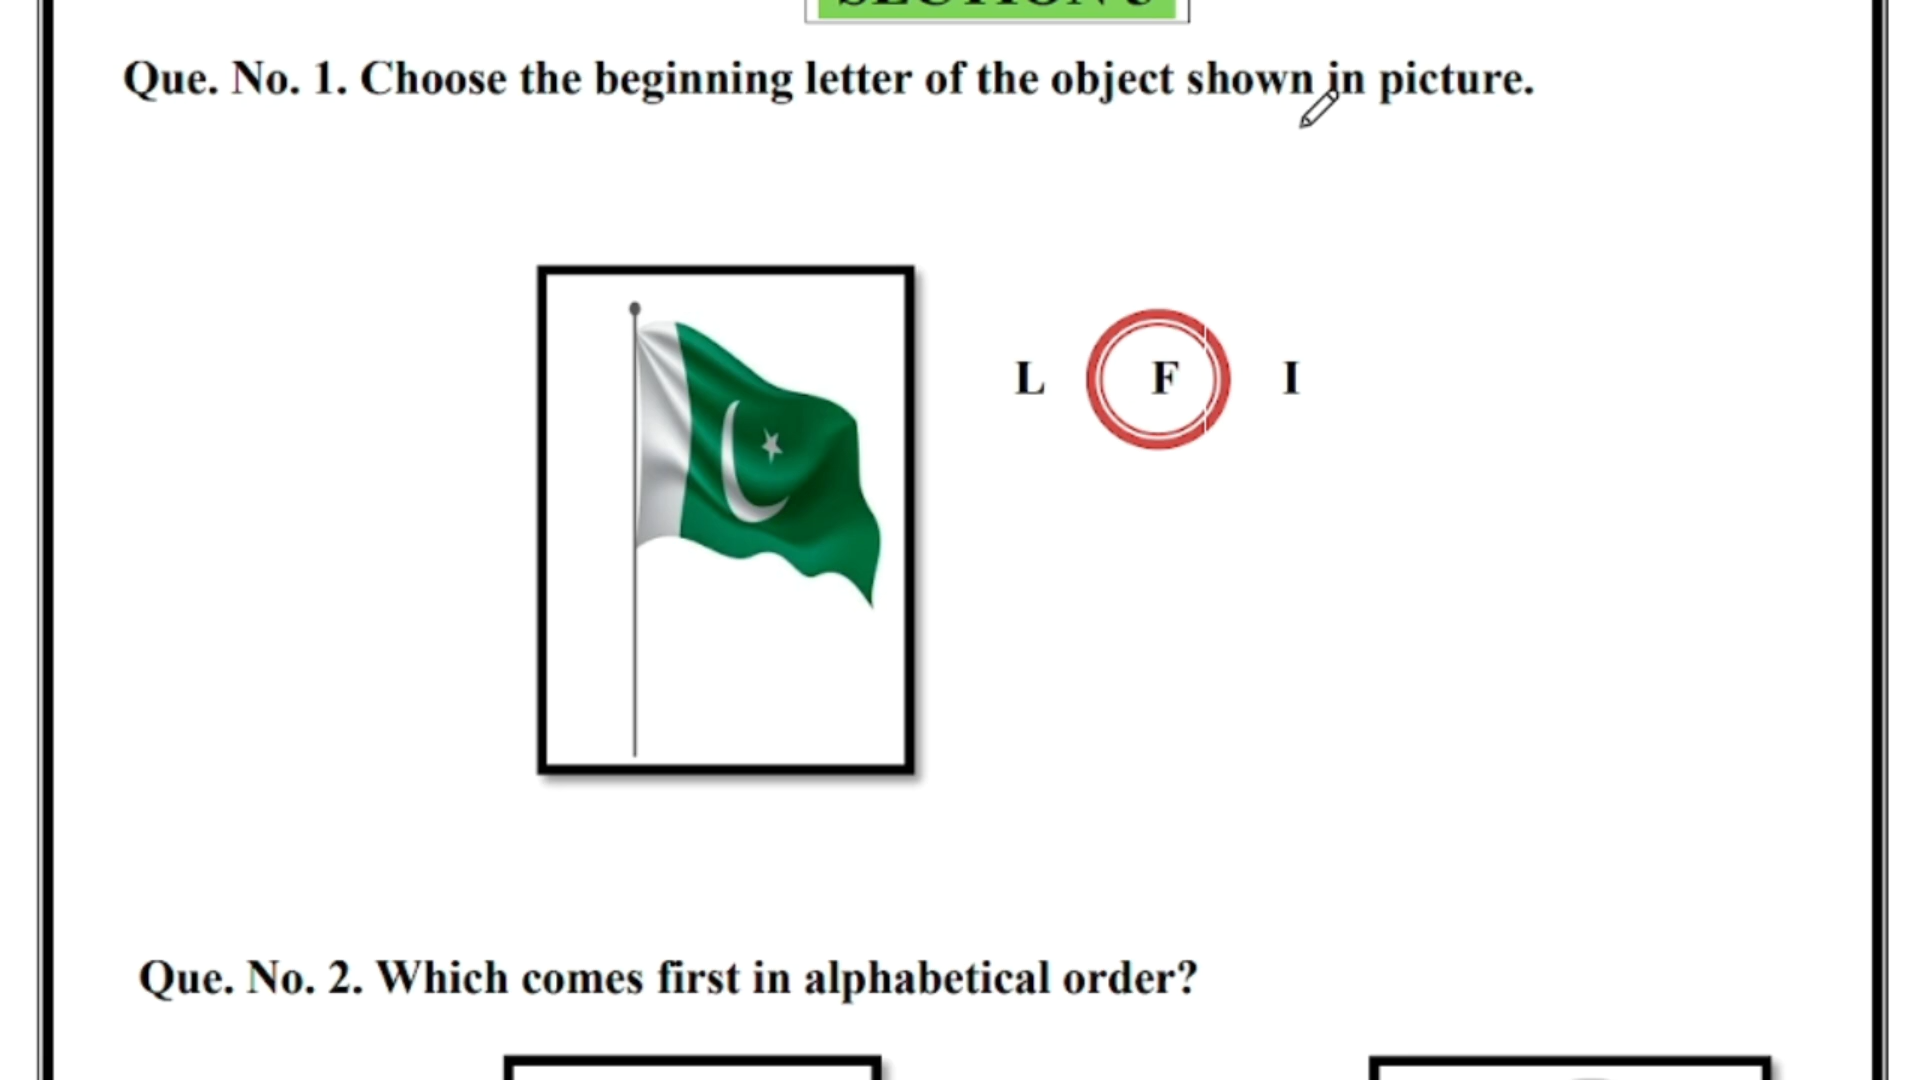 Que. No. 1. Choose the beginning letter of the object shown in picture.
L F I
Que. No. 2. Which comes first in alphabetical order?